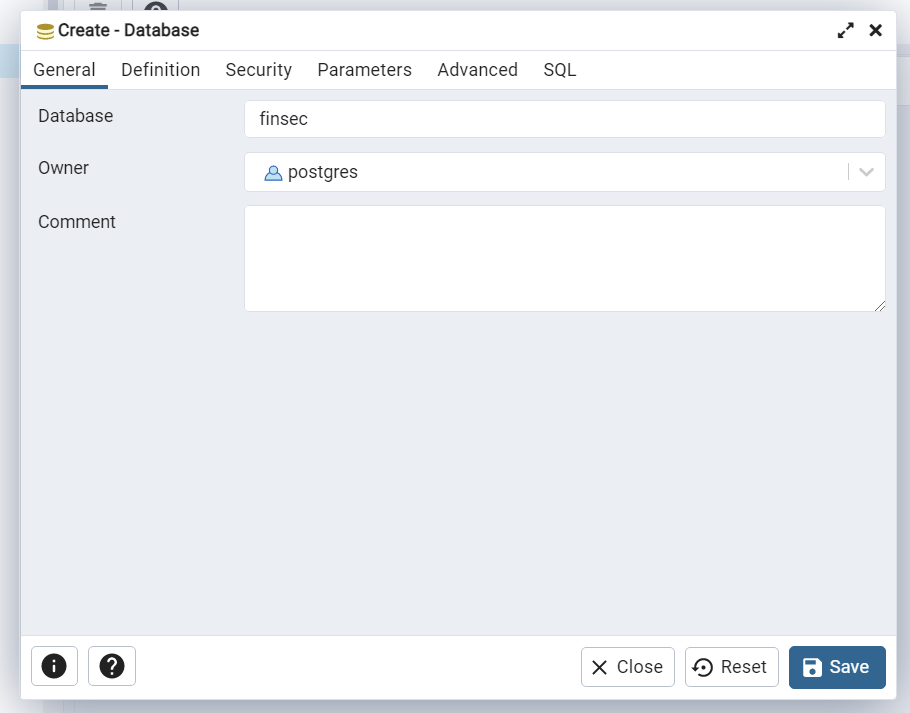 Create - Database
General Definition Security Parameters Advanced SQL
Database finsec
Owner postgres
Comment
Close Reset Save